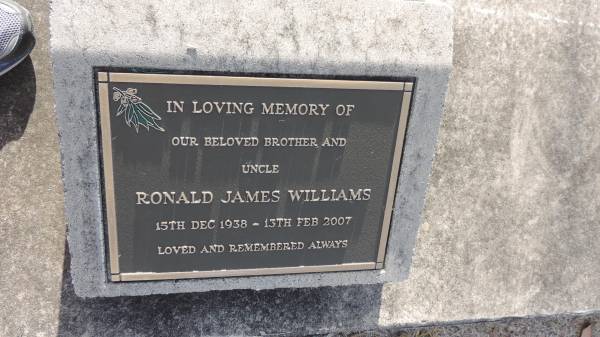 IN LOVING MEMORY OF
OUR BELOVED BROTHER AND
UNCLE
RONALD JAMES WILLIAMS
15TH DEC 1938 - 13TH FEB 2007
LOVED AND REMEMBERED ALWAYS